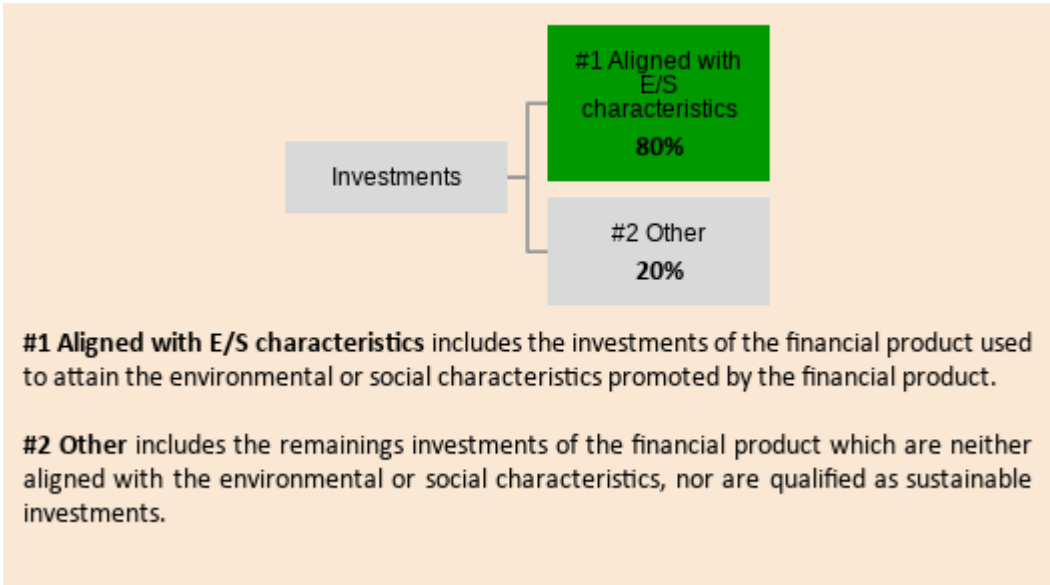 #1 Aligned with
E/S
characteristics
80%
Investments
#2 Other
20%
#1 Aligned with E/S characteristics includes the investments of the financial product used
to attain the environmental or social characteristics promoted by the financial product.
#2 Other includes the remainings investments of the financial product which are neither
aligned with the environmental or social characteristics, nor are qualified as sustainable
investments.